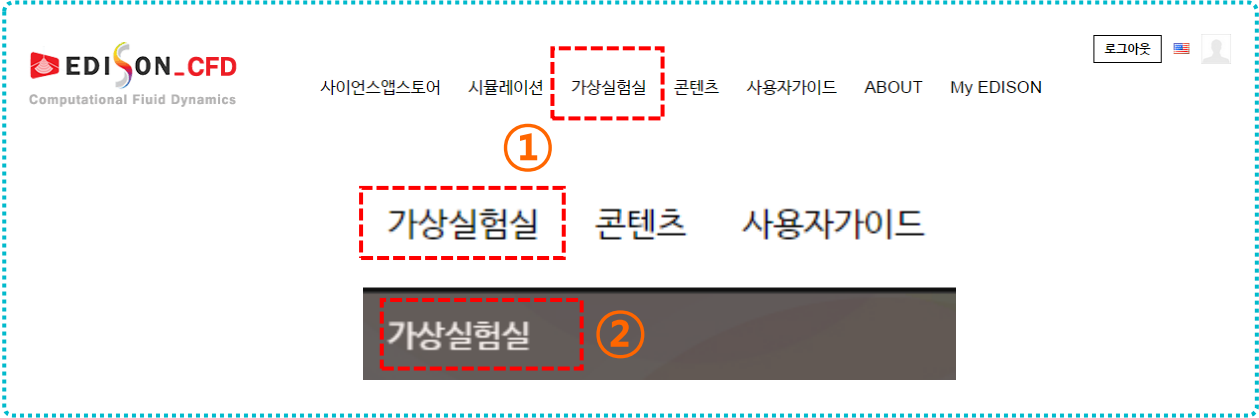 로그아웃
EDISON_CFD
Computational Fluid Dynamics
사이언스앱스토어 시뮬레이션 가상실험실 콘텐츠 사용자가이드 ABOUT My EDISON
①
가상실험실 콘텐츠 사용자가이드
가상실험실 ②